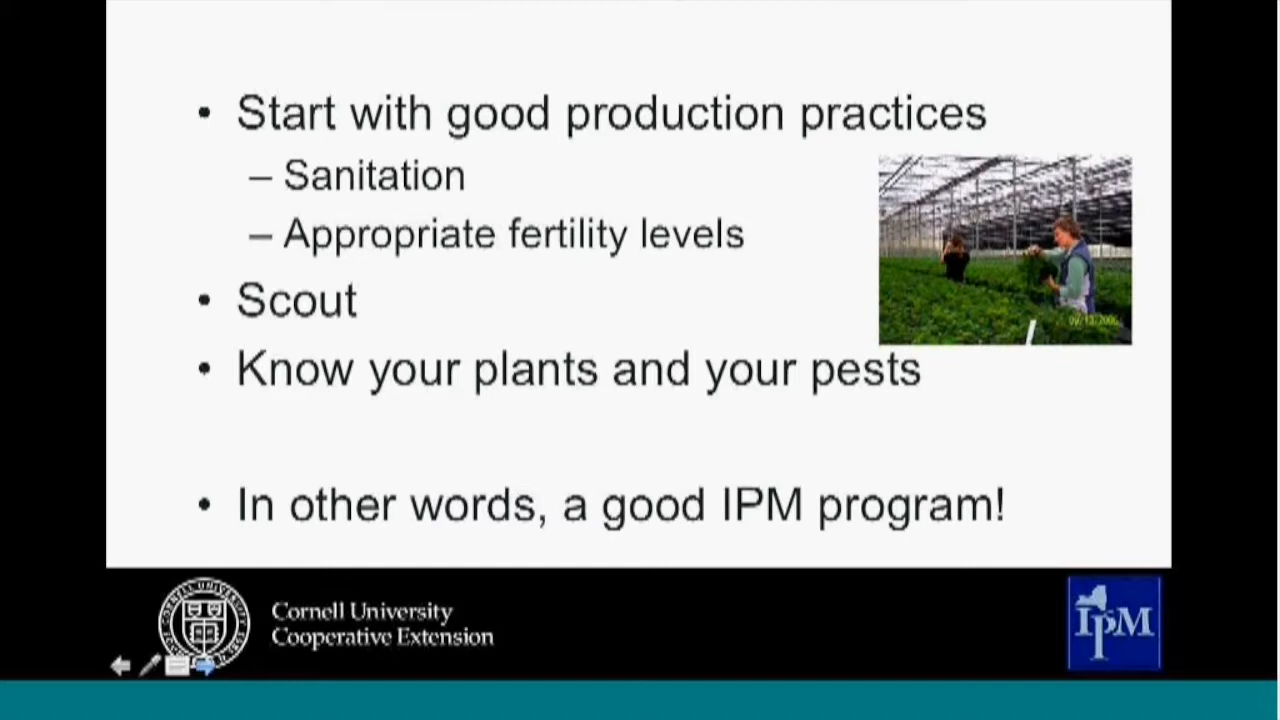 • Start with good production practices
– Sanitation
– Appropriate fertility levels
• Scout
• Know your plants and your pests
• In other words, a good IPM program!
Cornell University
Cooperative Extension
IPM